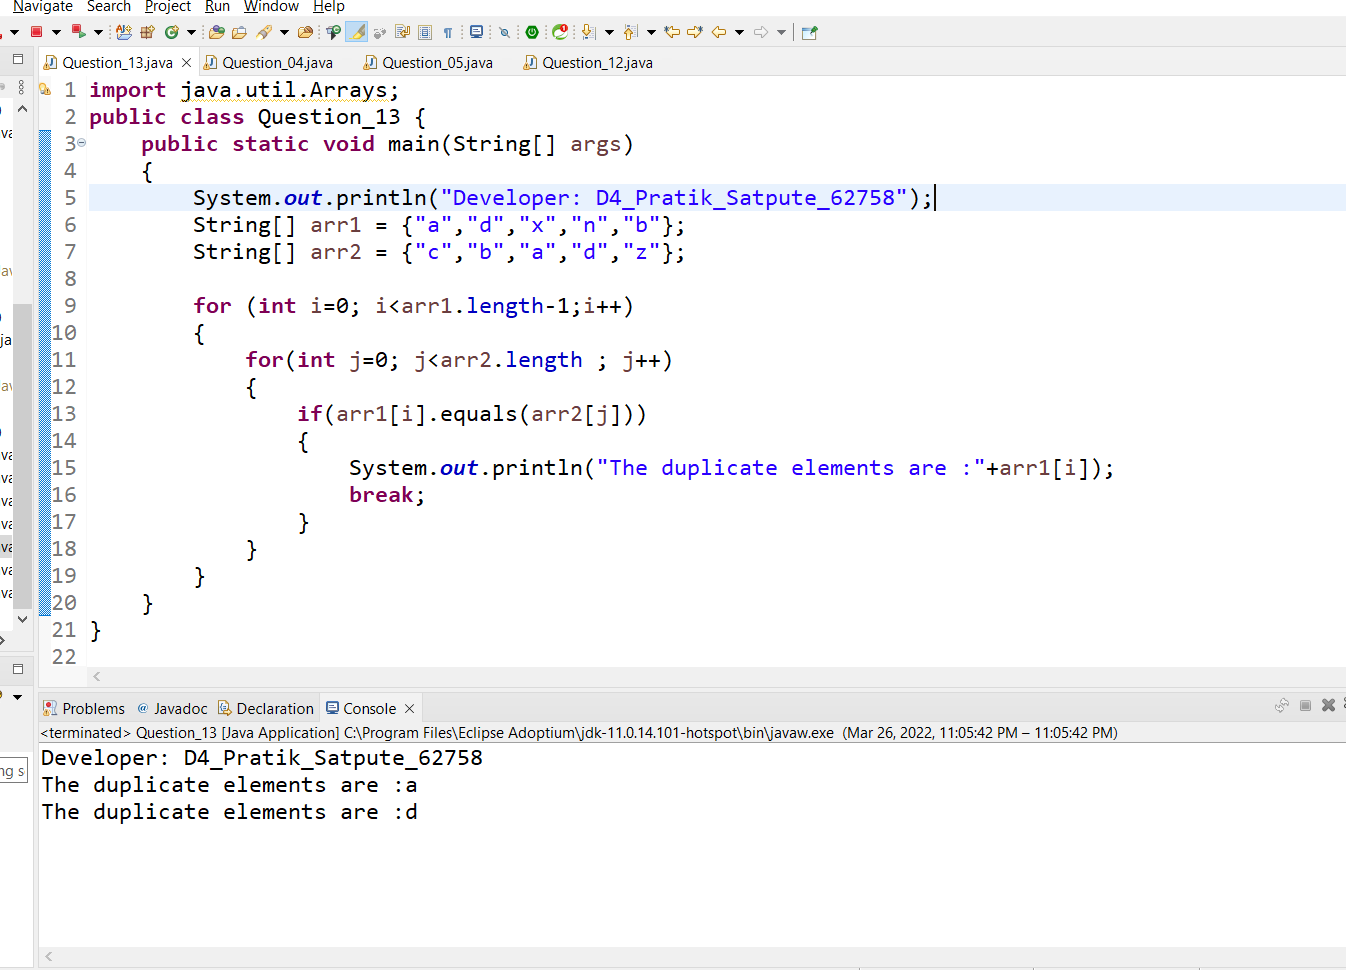 Navigate Search Project Run Window Help
Question_13.java Question_04.java Question_05.java Question_12.java
1 import java.util.Arrays;
2 public class Question_13 {
3 public static void main(String[] args)
4 {
5 System.out.println("Developer: D4_Pratik_Satpute_62758");
6 String[] arr1 = {"a","d","x","n","b"};
7 String[] arr2 = {"c","b","a","d","z"};
8
9 for (int i=0; i<arr1.length-1;i++)
10 {
11 for(int j=0; j<arr2.length ; j++)
12 {
13 if(arr1[i].equals(arr2[j]))
14 {
15 System.out.println("The duplicate elements are :"+arr1[i]);
16 break;
17 }
18 }
19 }
20 }
21 }
22
Problems @ Javadoc Declaration Console
<terminated> Question_13 [Java Application] C:\Program Files\Eclipse Adoptium\jdk-11.0.14.101-hotspot\bin\javaw.exe (Mar 26, 2022, 11:05:42 PM – 11:05:42 PM)
Developer: D4_Pratik_Satpute_62758
The duplicate elements are :a
The duplicate elements are :d